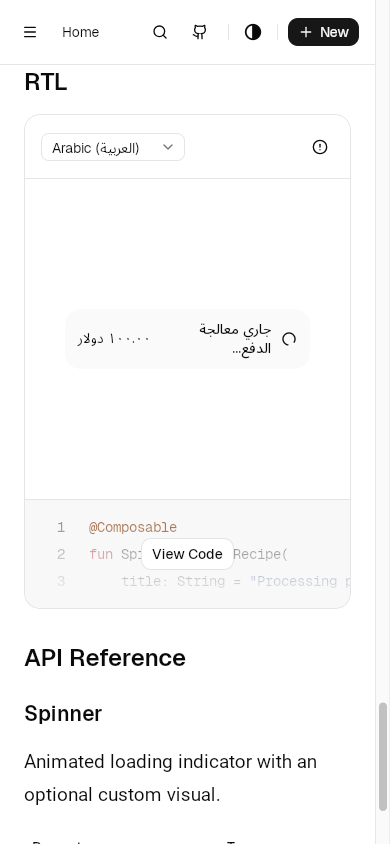 Home
New
RTL
Arabic (العربية)
جاري معالجة
الدفع...
١٠٠.٠٠ دولار
1 @Composable
2 fun Spi View Code Recipe(
3 title: String = "Processing p
API Reference
Spinner
Animated loading indicator with an
optional custom visual.